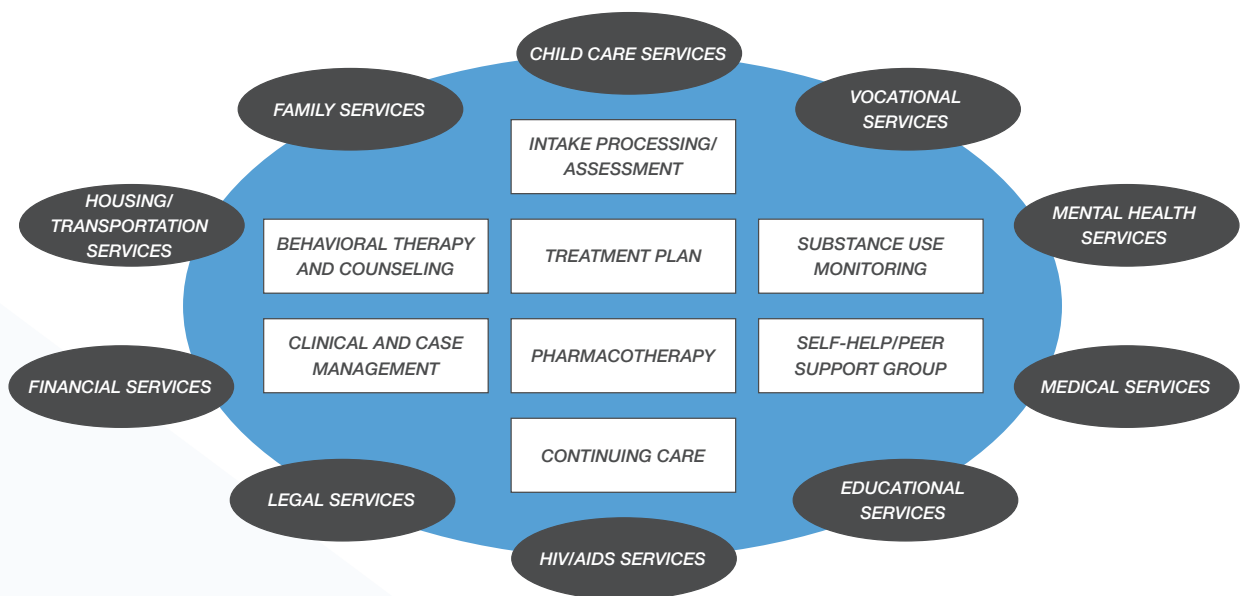 CHILD CARE SERVICES
FAMILY SERVICES
VOCATIONAL
SERVICES
INTAKE PROCESSING/
ASSESSMENT
HOUSING/
TRANSPORTATION
SERVICES
MENTAL HEALTH
SERVICES
BEHAVIORAL THERAPY
AND COUNSELING
TREATMENT PLAN
SUBSTANCE USE
MONITORING
CLINICAL AND CASE
MANAGEMENT
PHARMACOTHERAPY
SELF-HELP/PEER
SUPPORT GROUP
FINANCIAL SERVICES
MEDICAL SERVICES
CONTINUING CARE
LEGAL SERVICES
EDUCATIONAL
SERVICES
HIV/AIDS SERVICES